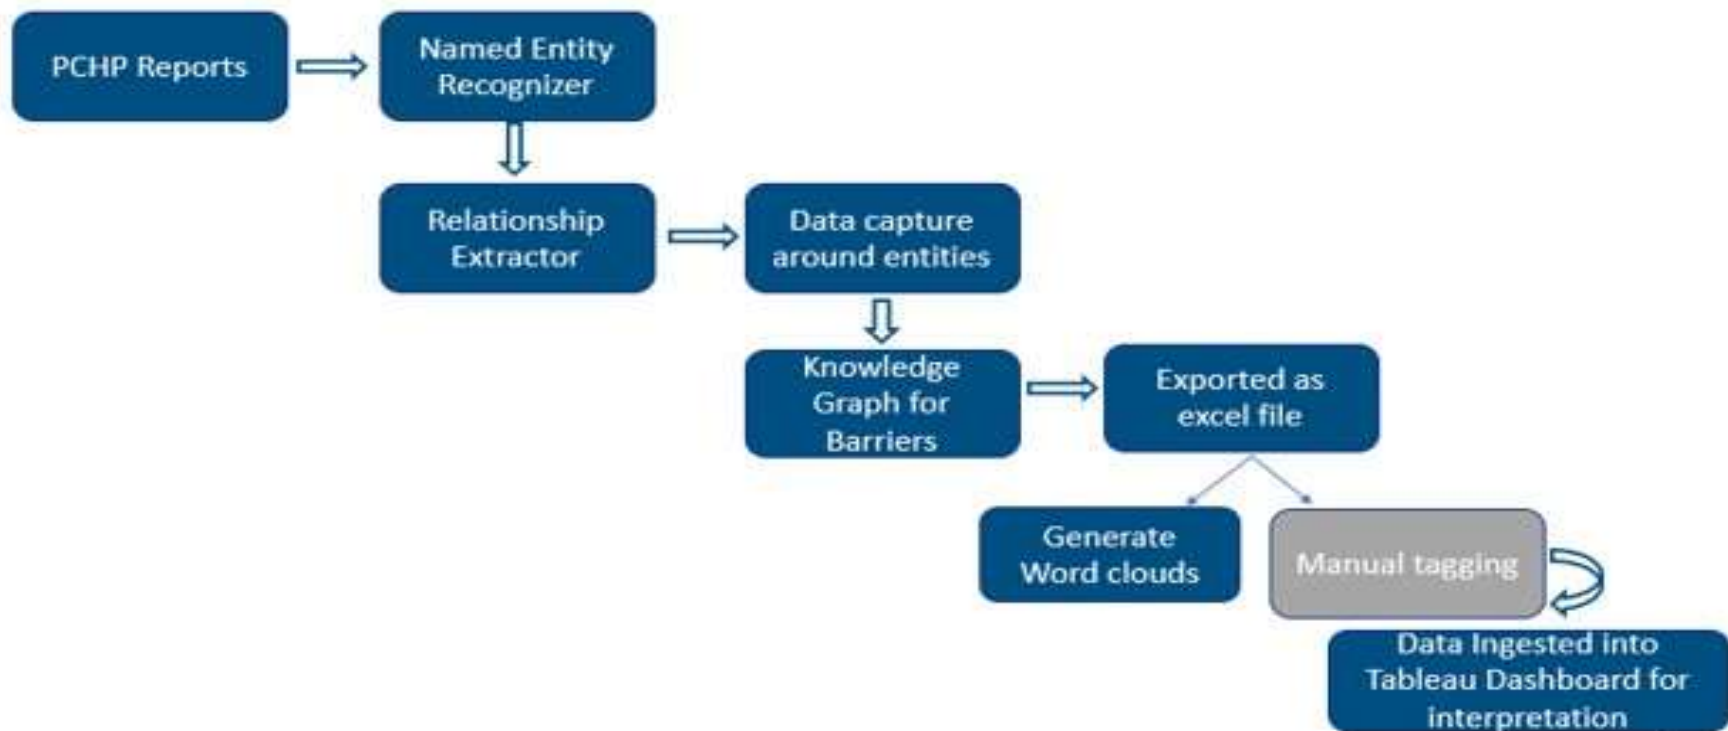 PCHP Reports
Named Entity
Recognizer
Relationship
Extractor
Data capture
around entities
Knowledge
Graph for
Barriers
Exported as
excel file
Generate
Word clouds
Manual tagging
Data Ingested into
Tableau Dashboard for
interpretation